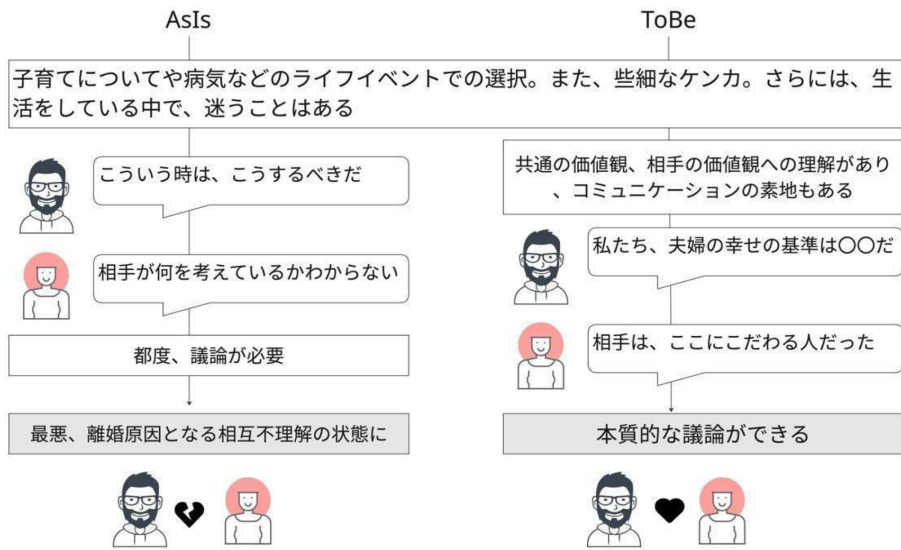 AsIs
ToBe
子育てについてや病気などのライフイベントでの選択。また、些細なケンカ。さらには、生
活をしている中で、迷うことはある
こういう時は、こうするべきだ
相手が何を考えているかわからない
都度、議論が必要
最悪、離婚原因となる相互不理解の状態に
共通の価値観、相手の価値観への理解があり
、コミュニケーションの素地もある
私たち、夫婦の幸せの基準は〇〇だ
相手は、ここにこだわる人だった
本質的な議論ができる